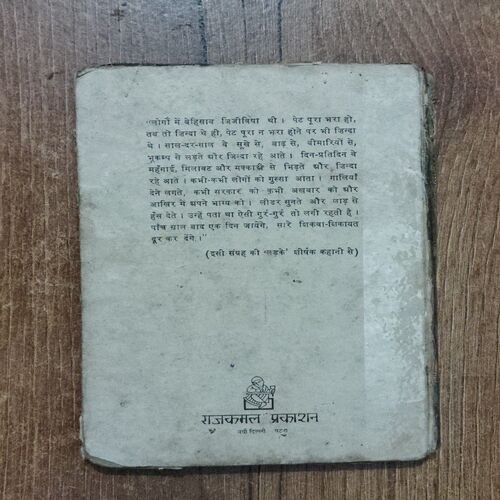 "लोगों में बेहिसाब जिजीविषा थी। पेट पूरा भरा हो,
तब तो ज़िन्दा थे ही, पेट पूरा न भरा होने पर भी ज़िन्दा
थे। साल-दर-साल वे सूखे से, बाढ़ से, बीमारियों से,
भूकम्प से लड़ते और ज़िन्दा रहे आते। दिन-प्रतिदिन वे
महँगाई, मिलावट और मक्कारी से भिड़ते और ज़िन्दा
रहे आते। कभी-कभी लोगों को गुस्सा आता। गालियाँ
देने लगते, कभी सरकार को कभी अखबार को और
आखिर में अपने भाग्य को। लीडर सुनते और लाड़ से
हँस देते। उन्हें पता था ऐसी गुर्र-गुर्र तो लगी रहती है।
पाँच साल बाद एक दिन जायेंगे, सारे शिकवा-शिकायत
दूर कर देंगे।"
(इसी संग्रह की 'लड़के' शीर्षक कहानी से)
राजकमल प्रकाशन
नयी दिल्ली पटना